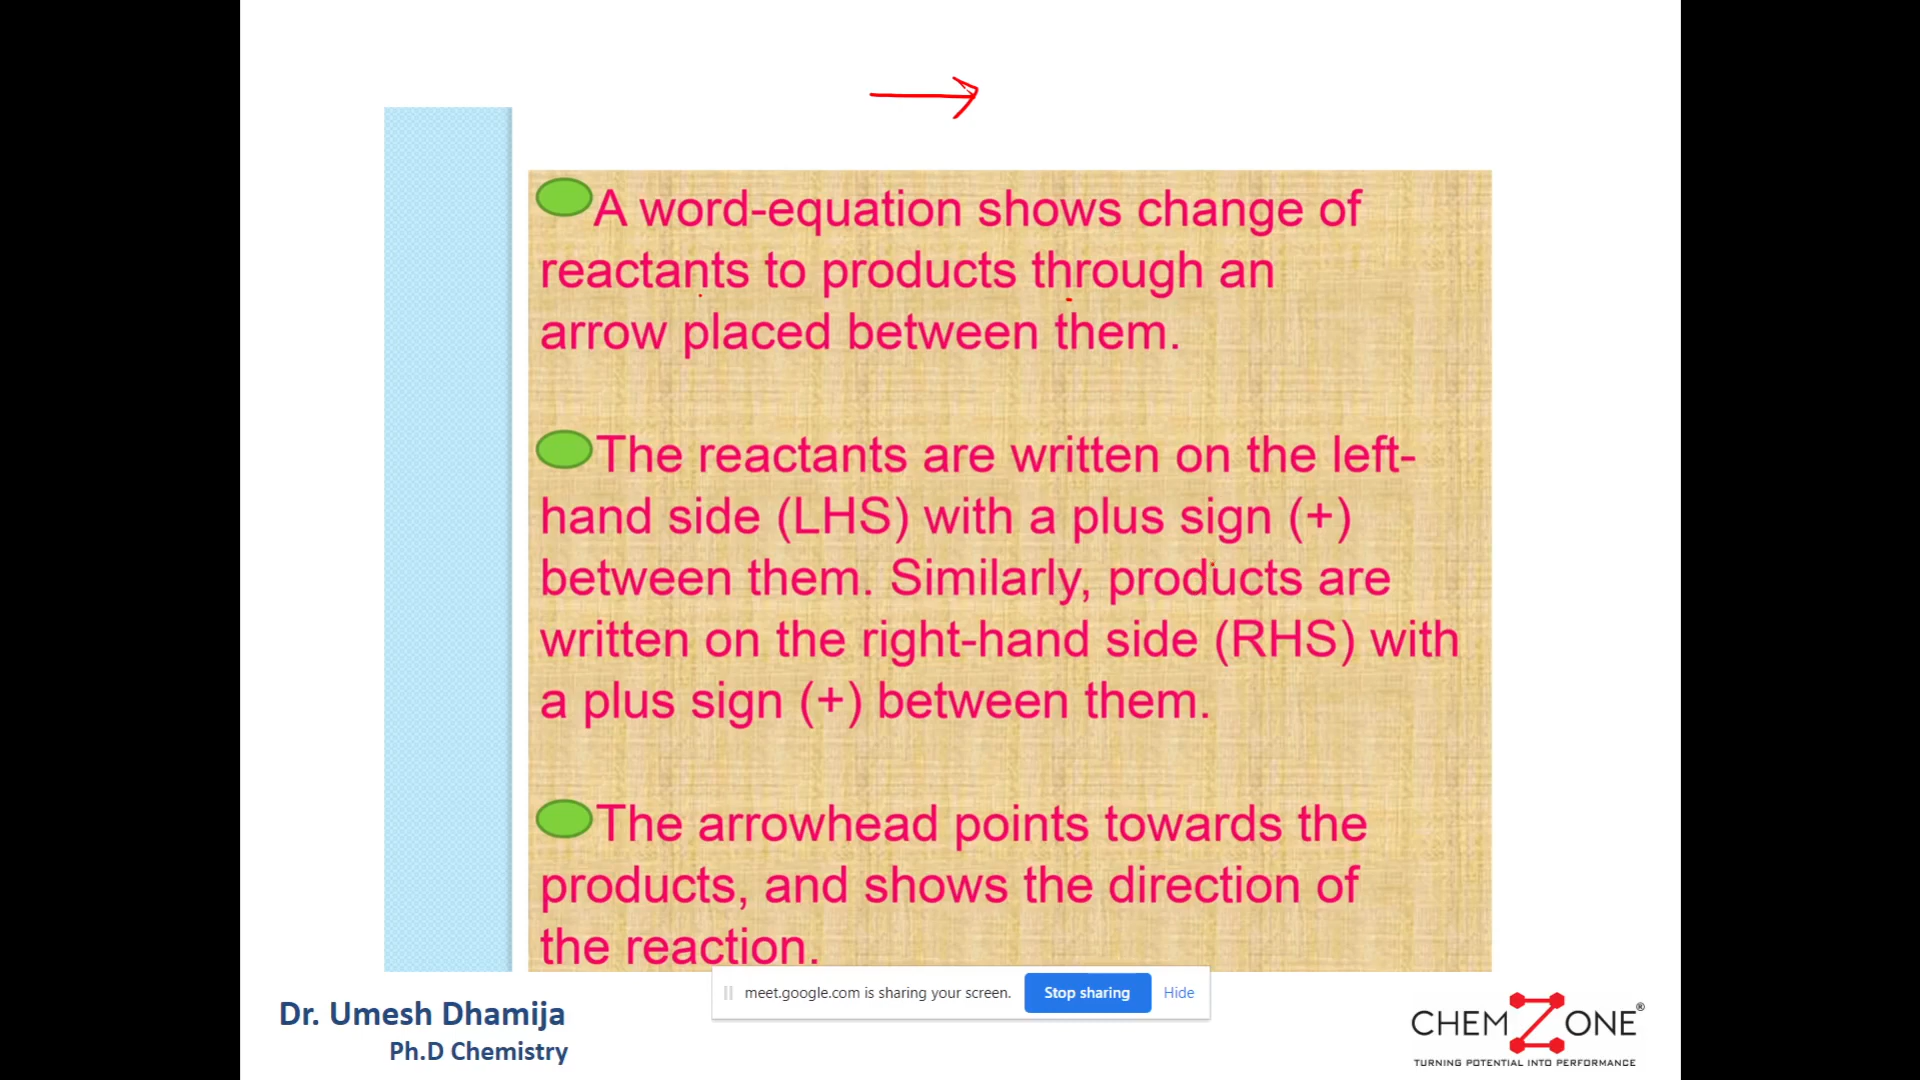 A word-equation shows change of
reactants to products through an
arrow placed between them.
The reactants are written on the left-
hand side (LHS) with a plus sign (+)
between them. Similarly, products are
written on the right-hand side (RHS) with
a plus sign (+) between them.
The arrowhead points towards the
products, and shows the direction of
the reaction.
meet.google.com is sharing your screen. Stop sharing Hide
Dr. Umesh Dhamija
Ph.D Chemistry
CHEMZONE®
TURNING POTENTIAL INTO PERFORMANCE